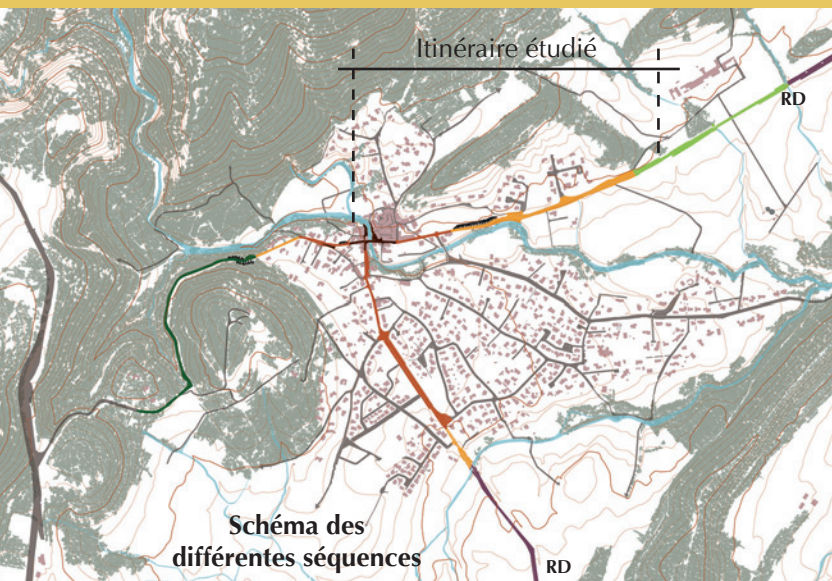 Itinéraire étudié
RD
Schéma des
différentes séquences
RD